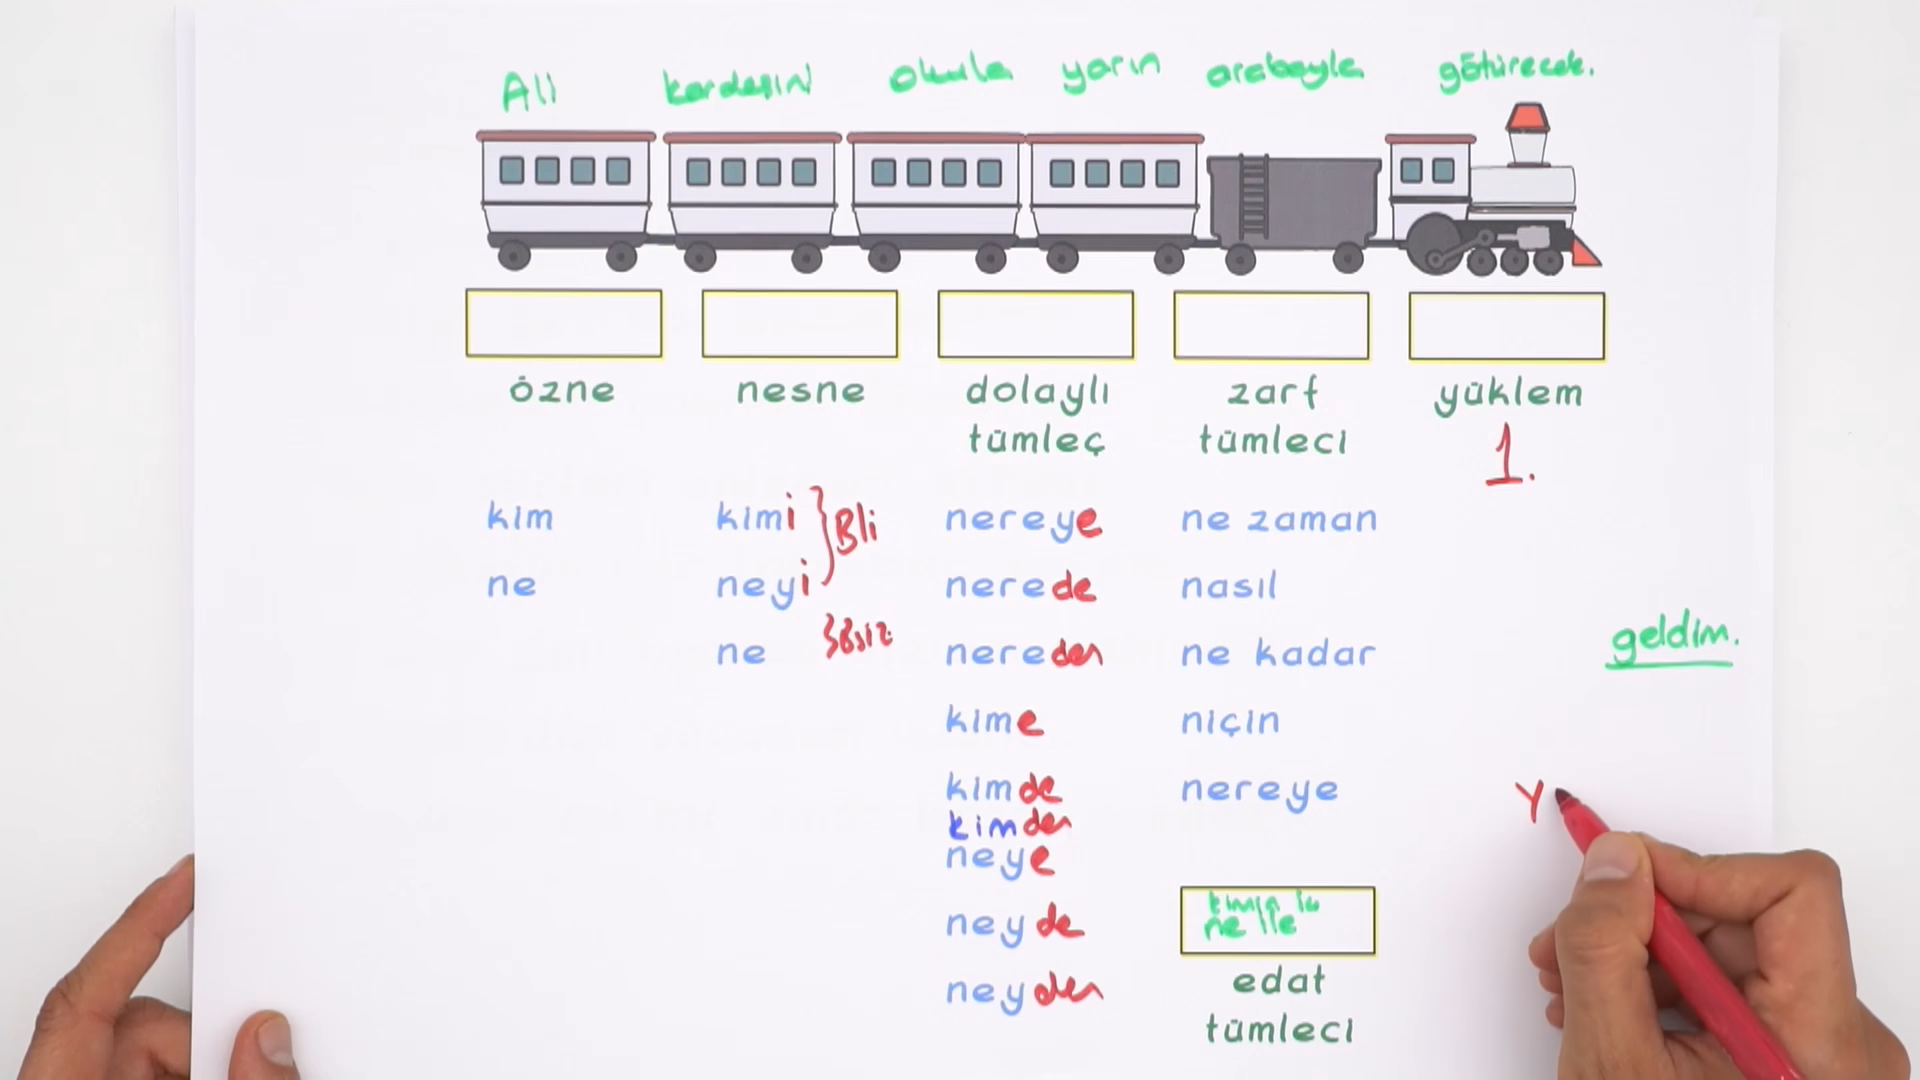 Ali kardeşini okula yarın arabayla götürecek.
özne nesne dolaylı tümleç zarf tümleci yüklem
1.
kim
ne
kimi
neyi
Bli
ne
Bsiz
nereye
nerede
nereden
kime
kimde
kimden
neye
neyde
neyden
ne zaman
nasıl
ne kadar
niçin
nereye
ne ile
edat
tümleci
geldim.
Y